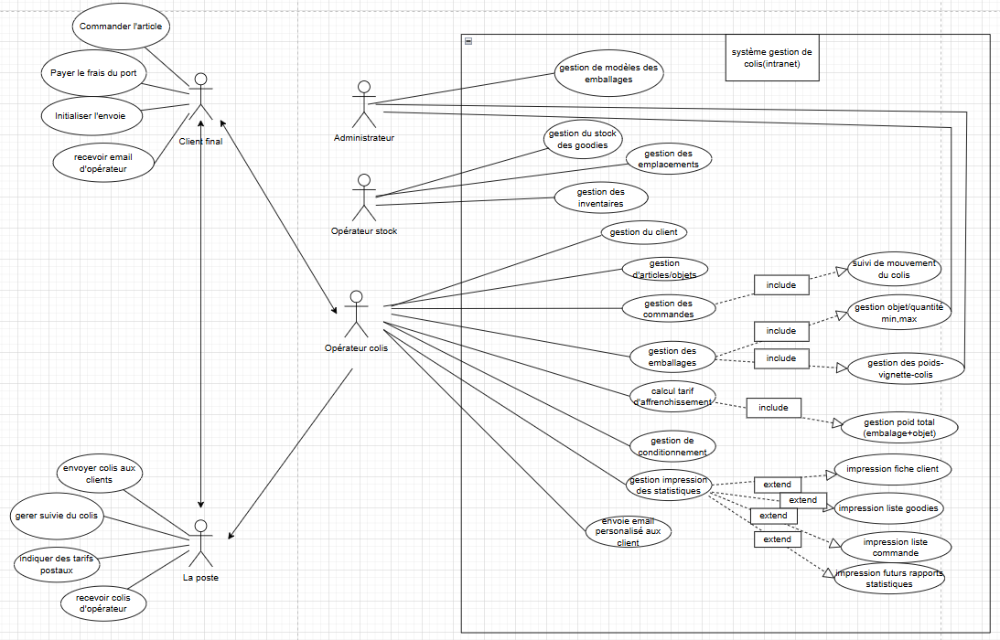 Commander l'article
Payer le frais du port
Initialiser l'envoie
recevoir email
d'opérateur
Client final
Administrateur
Opérateur stock
Opérateur colis
envoyer colis aux
clients
gerer suivie du colis
indiquer des tarifs
postaux
recevoir colis
d'opérateur
La poste
système gestion de
colis(intranet)
gestion de modèles des
emballages
gestion du stock
des goodies
gestion des
emplacements
gestion des
inventaires
gestion du client
gestion
d'articles/objets
gestion des
commandes
gestion des
emballages
calcul tarif
d'affrenchissement
gestion de
conditionnement
gestion impression
des statistiques
envoie email
personalisé aux
client
include
include
include
include
extend
extend
extend
extend
suivi de mouvement
du colis
gestion objet/quantité
min,max
gestion des poids-
vignette-colis
gestion poid total
(embalage+objet)
impression fiche client
impression liste goodies
impression liste
commande
impression futurs rapports
statistiques